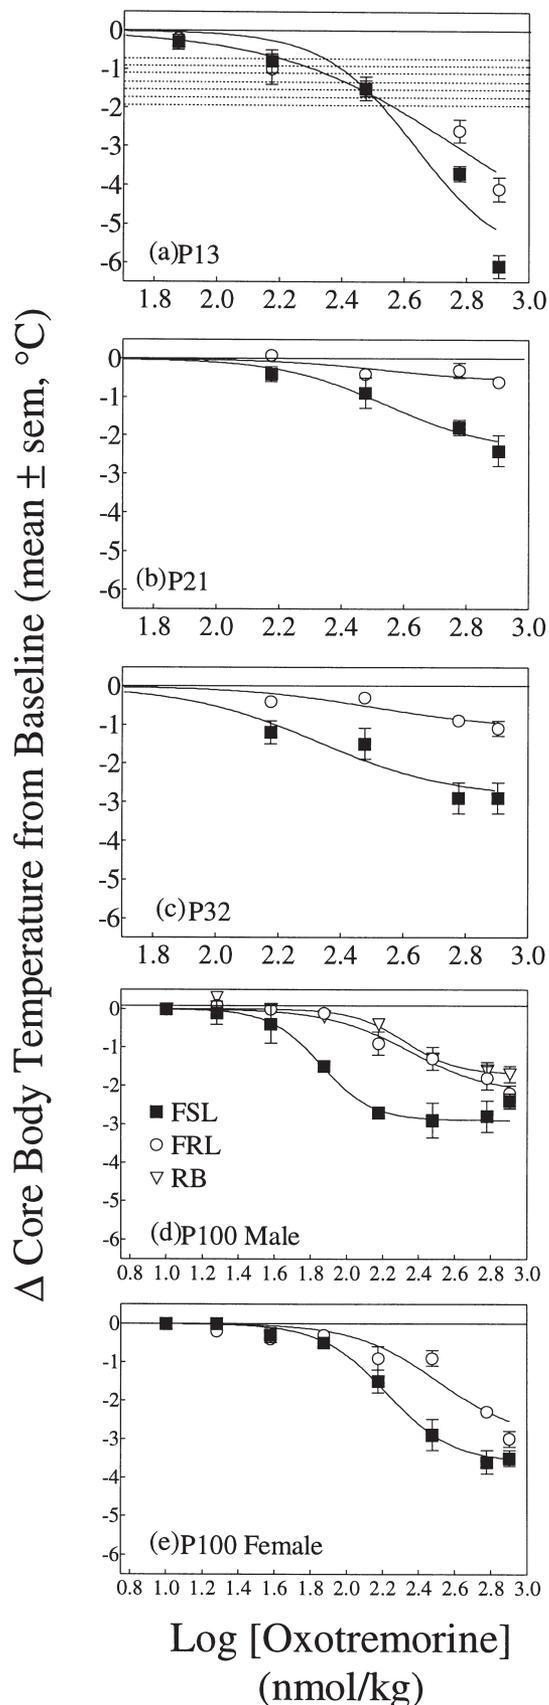 Δ Core Body Temperature from Baseline (mean ± sem, °C)
0
-1
-2
-3
-4
-5
-6
(a)P13
1.8 2.0 2.2 2.4 2.6 2.8 3.0
0
-1
-2
-3
-4
-5
-6
(b)P21
1.8 2.0 2.2 2.4 2.6 2.8 3.0
0
-1
-2
-3
-4
-5
-6
(c)P32
1.8 2.0 2.2 2.4 2.6 2.8 3.0
0
-1
-2
-3
-4
-5
-6
FSL
FRL
RB
(d)P100 Male
0.8 1.0 1.2 1.4 1.6 1.8 2.0 2.2 2.4 2.6 2.8 3.0
0
-1
-2
-3
-4
-5
-6
(e)P100 Female
0.8 1.0 1.2 1.4 1.6 1.8 2.0 2.2 2.4 2.6 2.8 3.0
Log [Oxotremorine]
(nmol/kg)